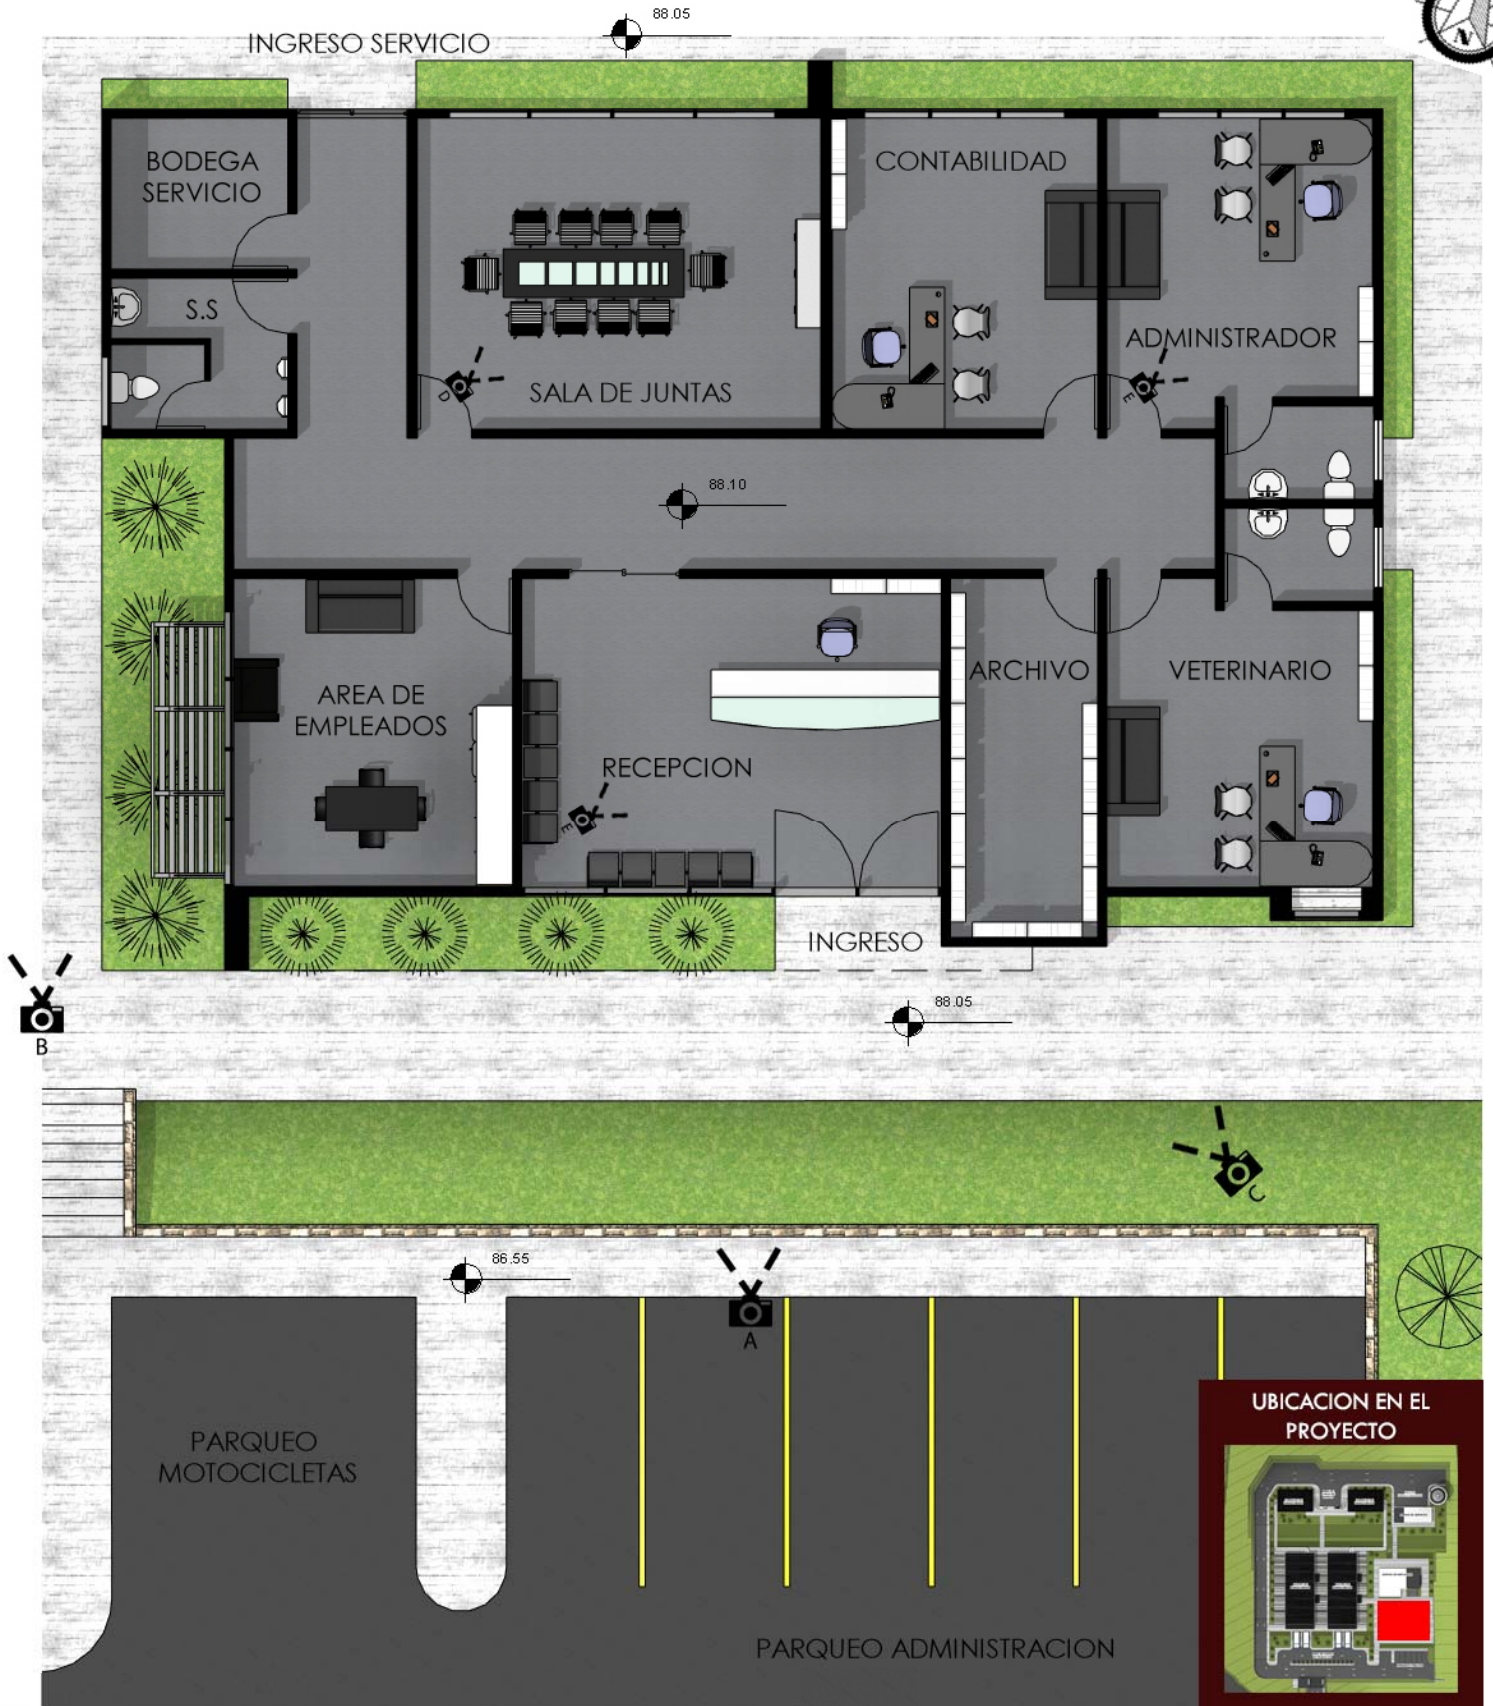 88.05
INGRESO SERVICIO
N
BODEGA
SERVICIO
CONTABILIDAD
S.S
ADMINISTRADOR
SALA DE JUNTAS
D
E
88.10
AREA DE
EMPLEADOS
ARCHIVO
VETERINARIO
RECEPCION
E
INGRESO
88.05
B
C
86.55
A
UBICACION EN EL
PROYECTO
PARQUEO
MOTOCICLETAS
PARQUEO ADMINISTRACION